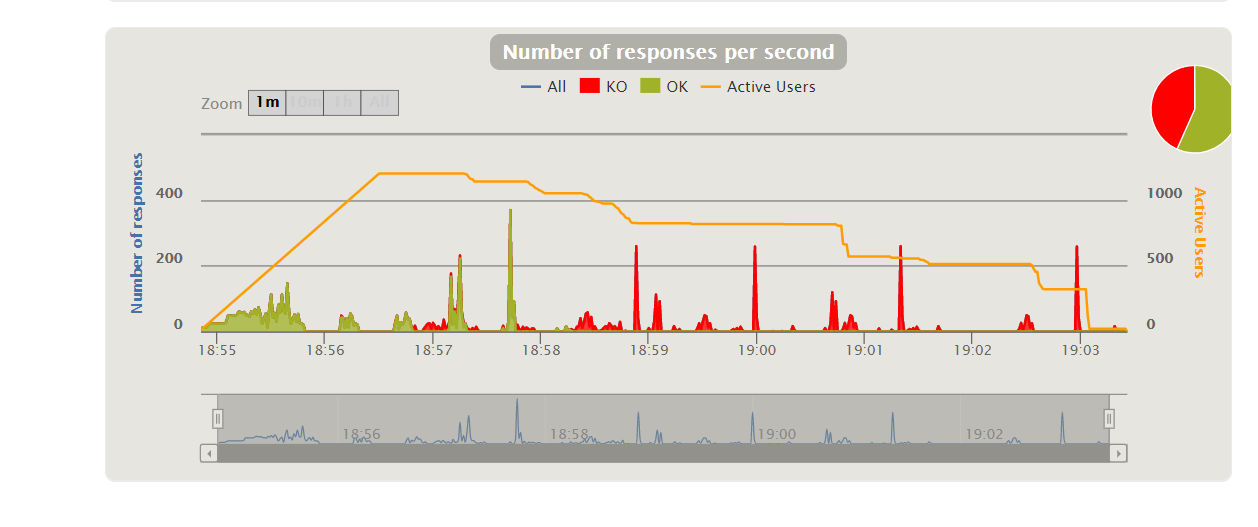 Number of responses per second
All KO OK Active Users
Zoom 1m 10m 1h All
Number of responses
400
200
0
1000
500
0
Active Users
18:55 18:56 18:57 18:58 18:59 19:00 19:01 19:02 19:03
18:56 18:58 19:00 19:02